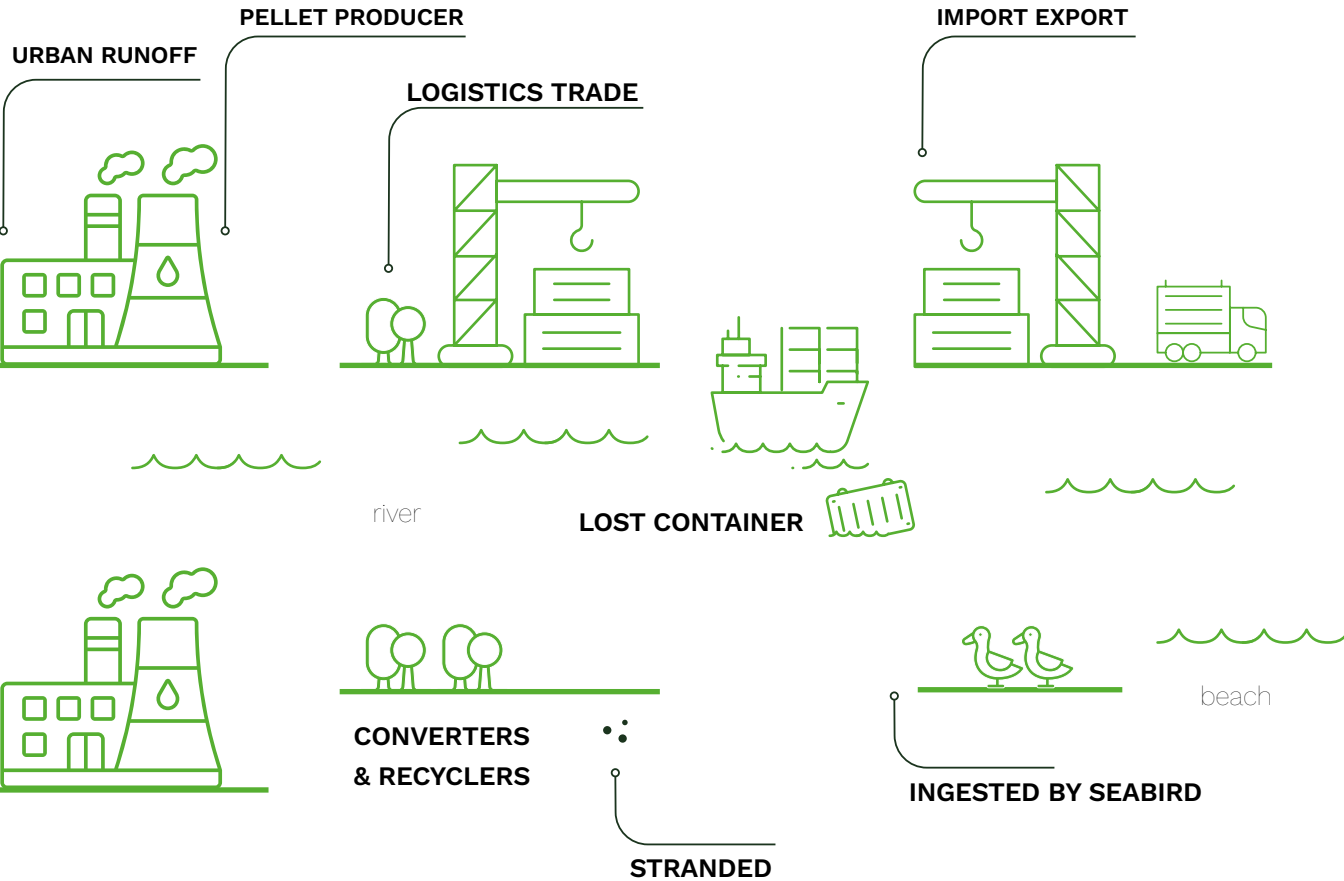 PELLET PRODUCER
IMPORT EXPORT
URBAN RUNOFF
LOGISTICS TRADE
river
LOST CONTAINER
beach
CONVERTERS
& RECYCLERS
INGESTED BY SEABIRD
STRANDED